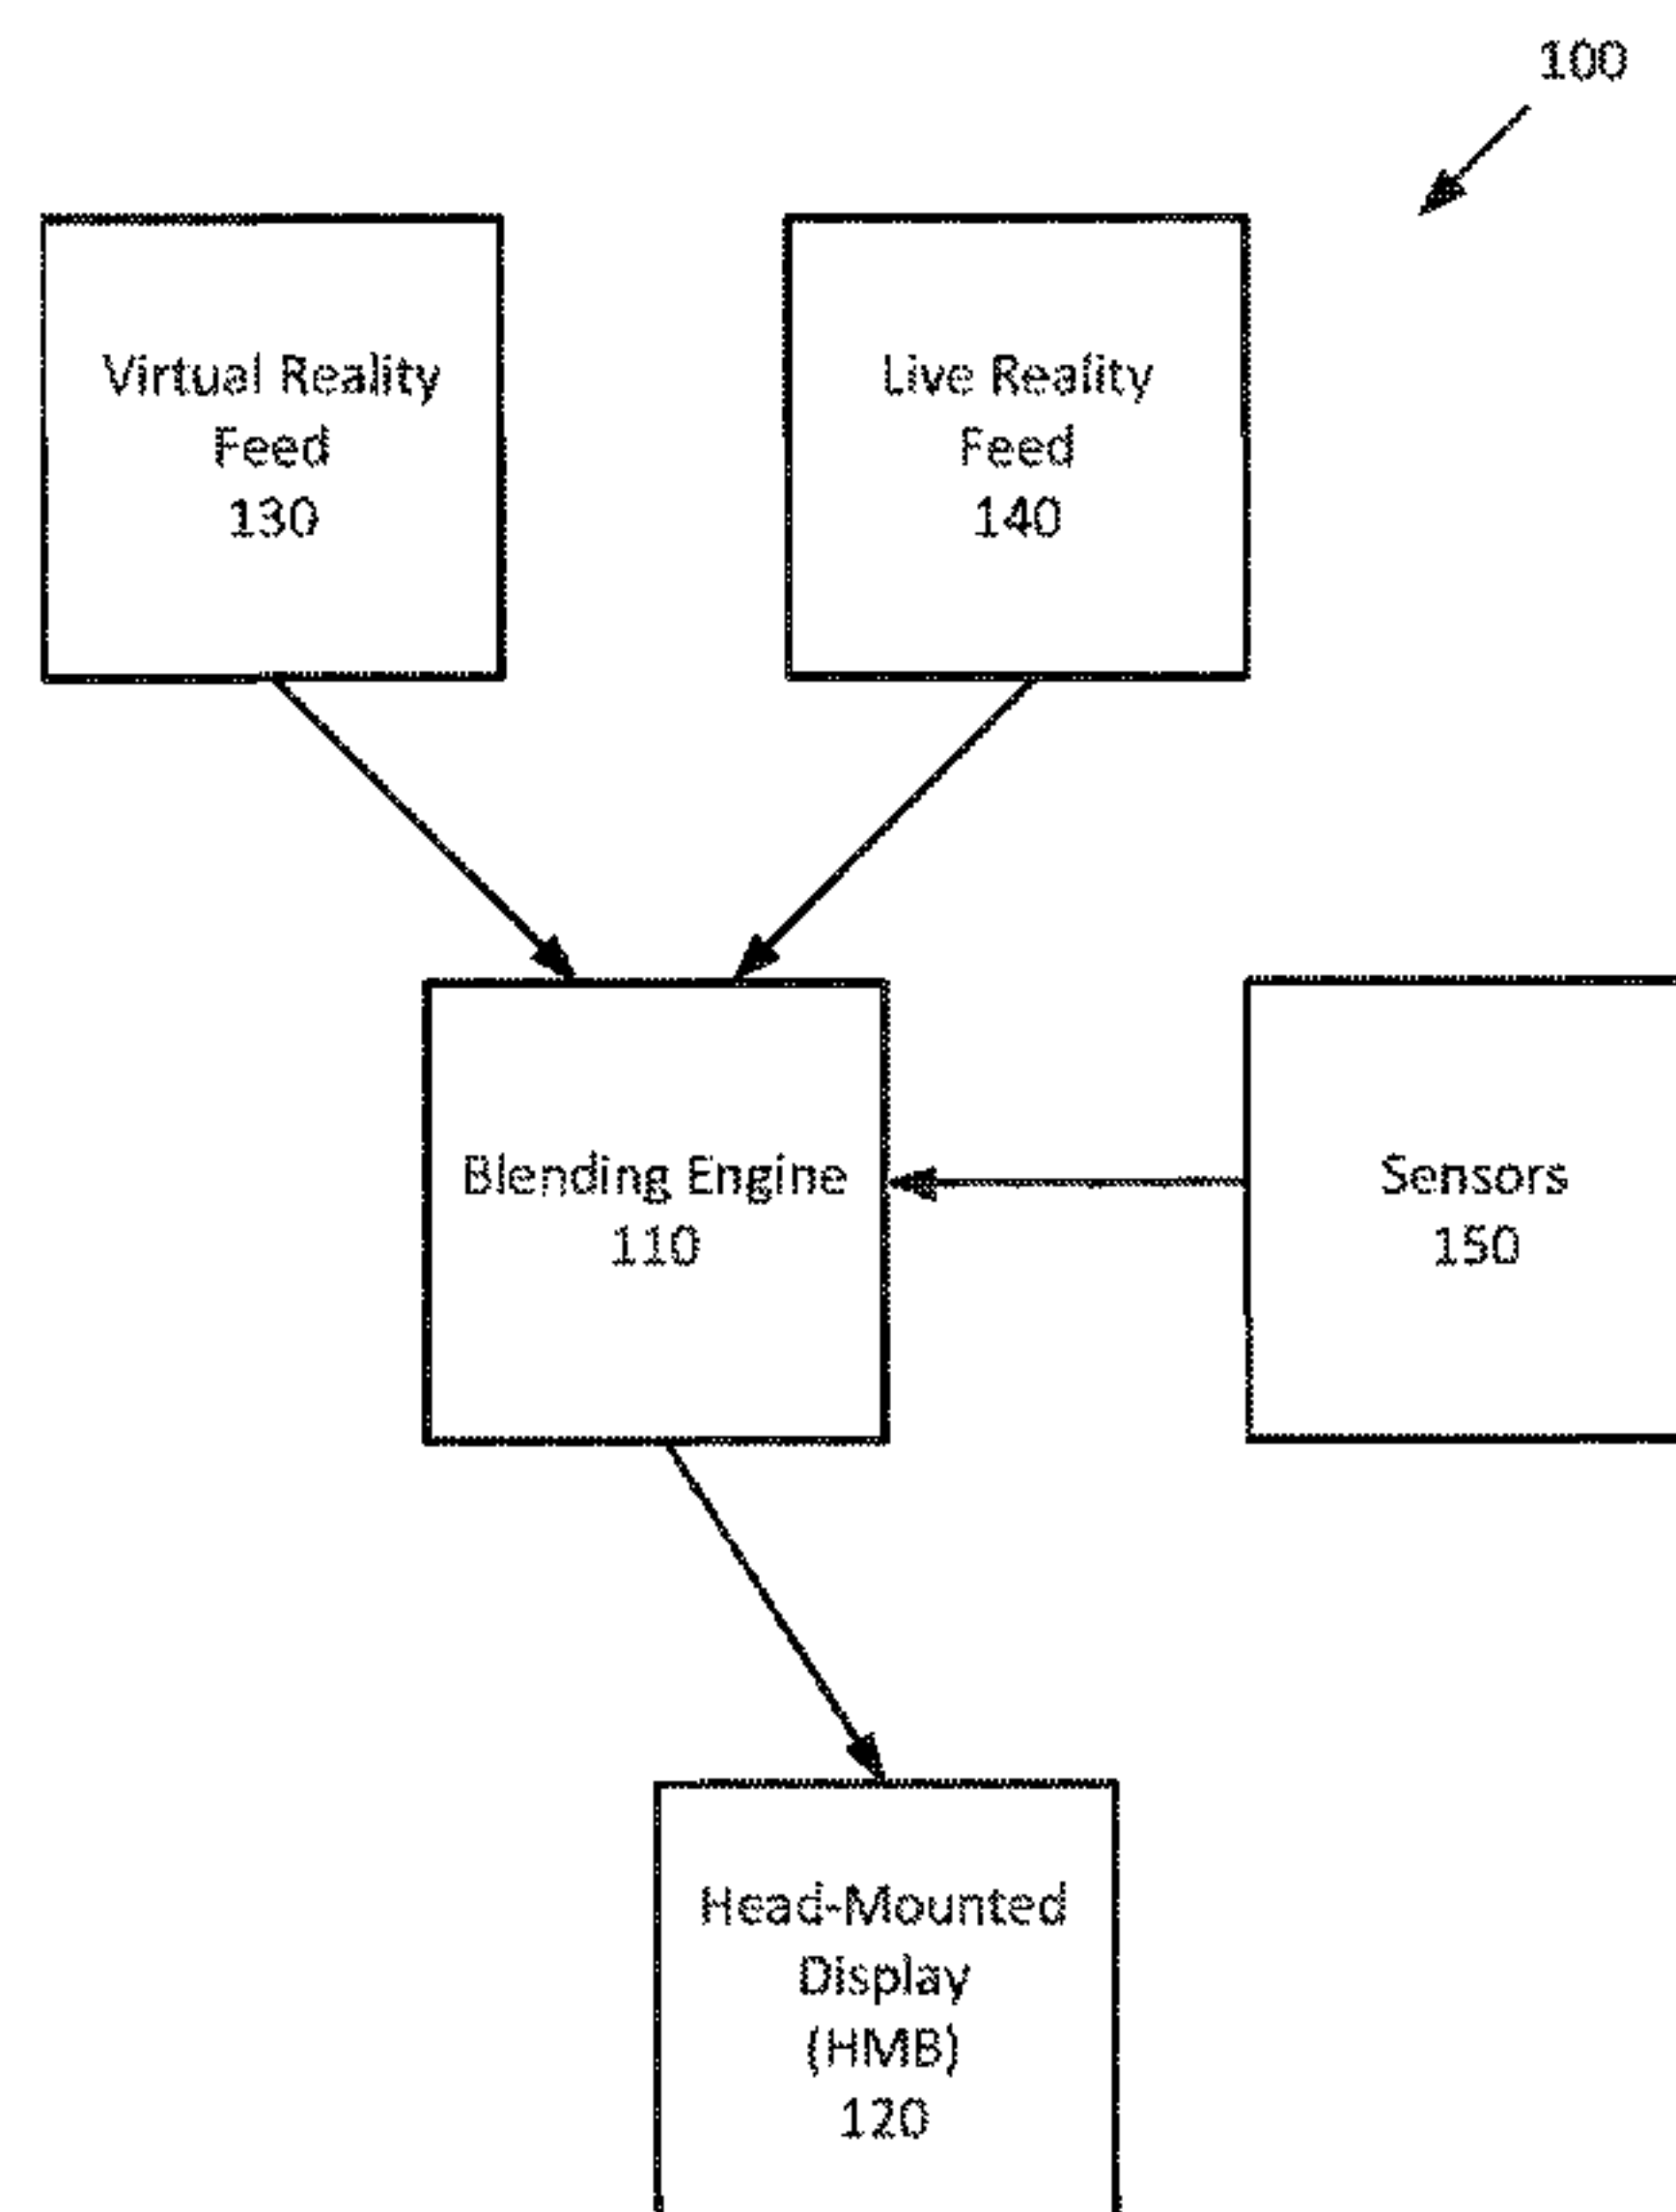 100
Virtual Reality
Feed
130
Live Reality
Feed
140
Blending Engine
110
Sensors
150
Head-Mounted
Display
(HMB)
120